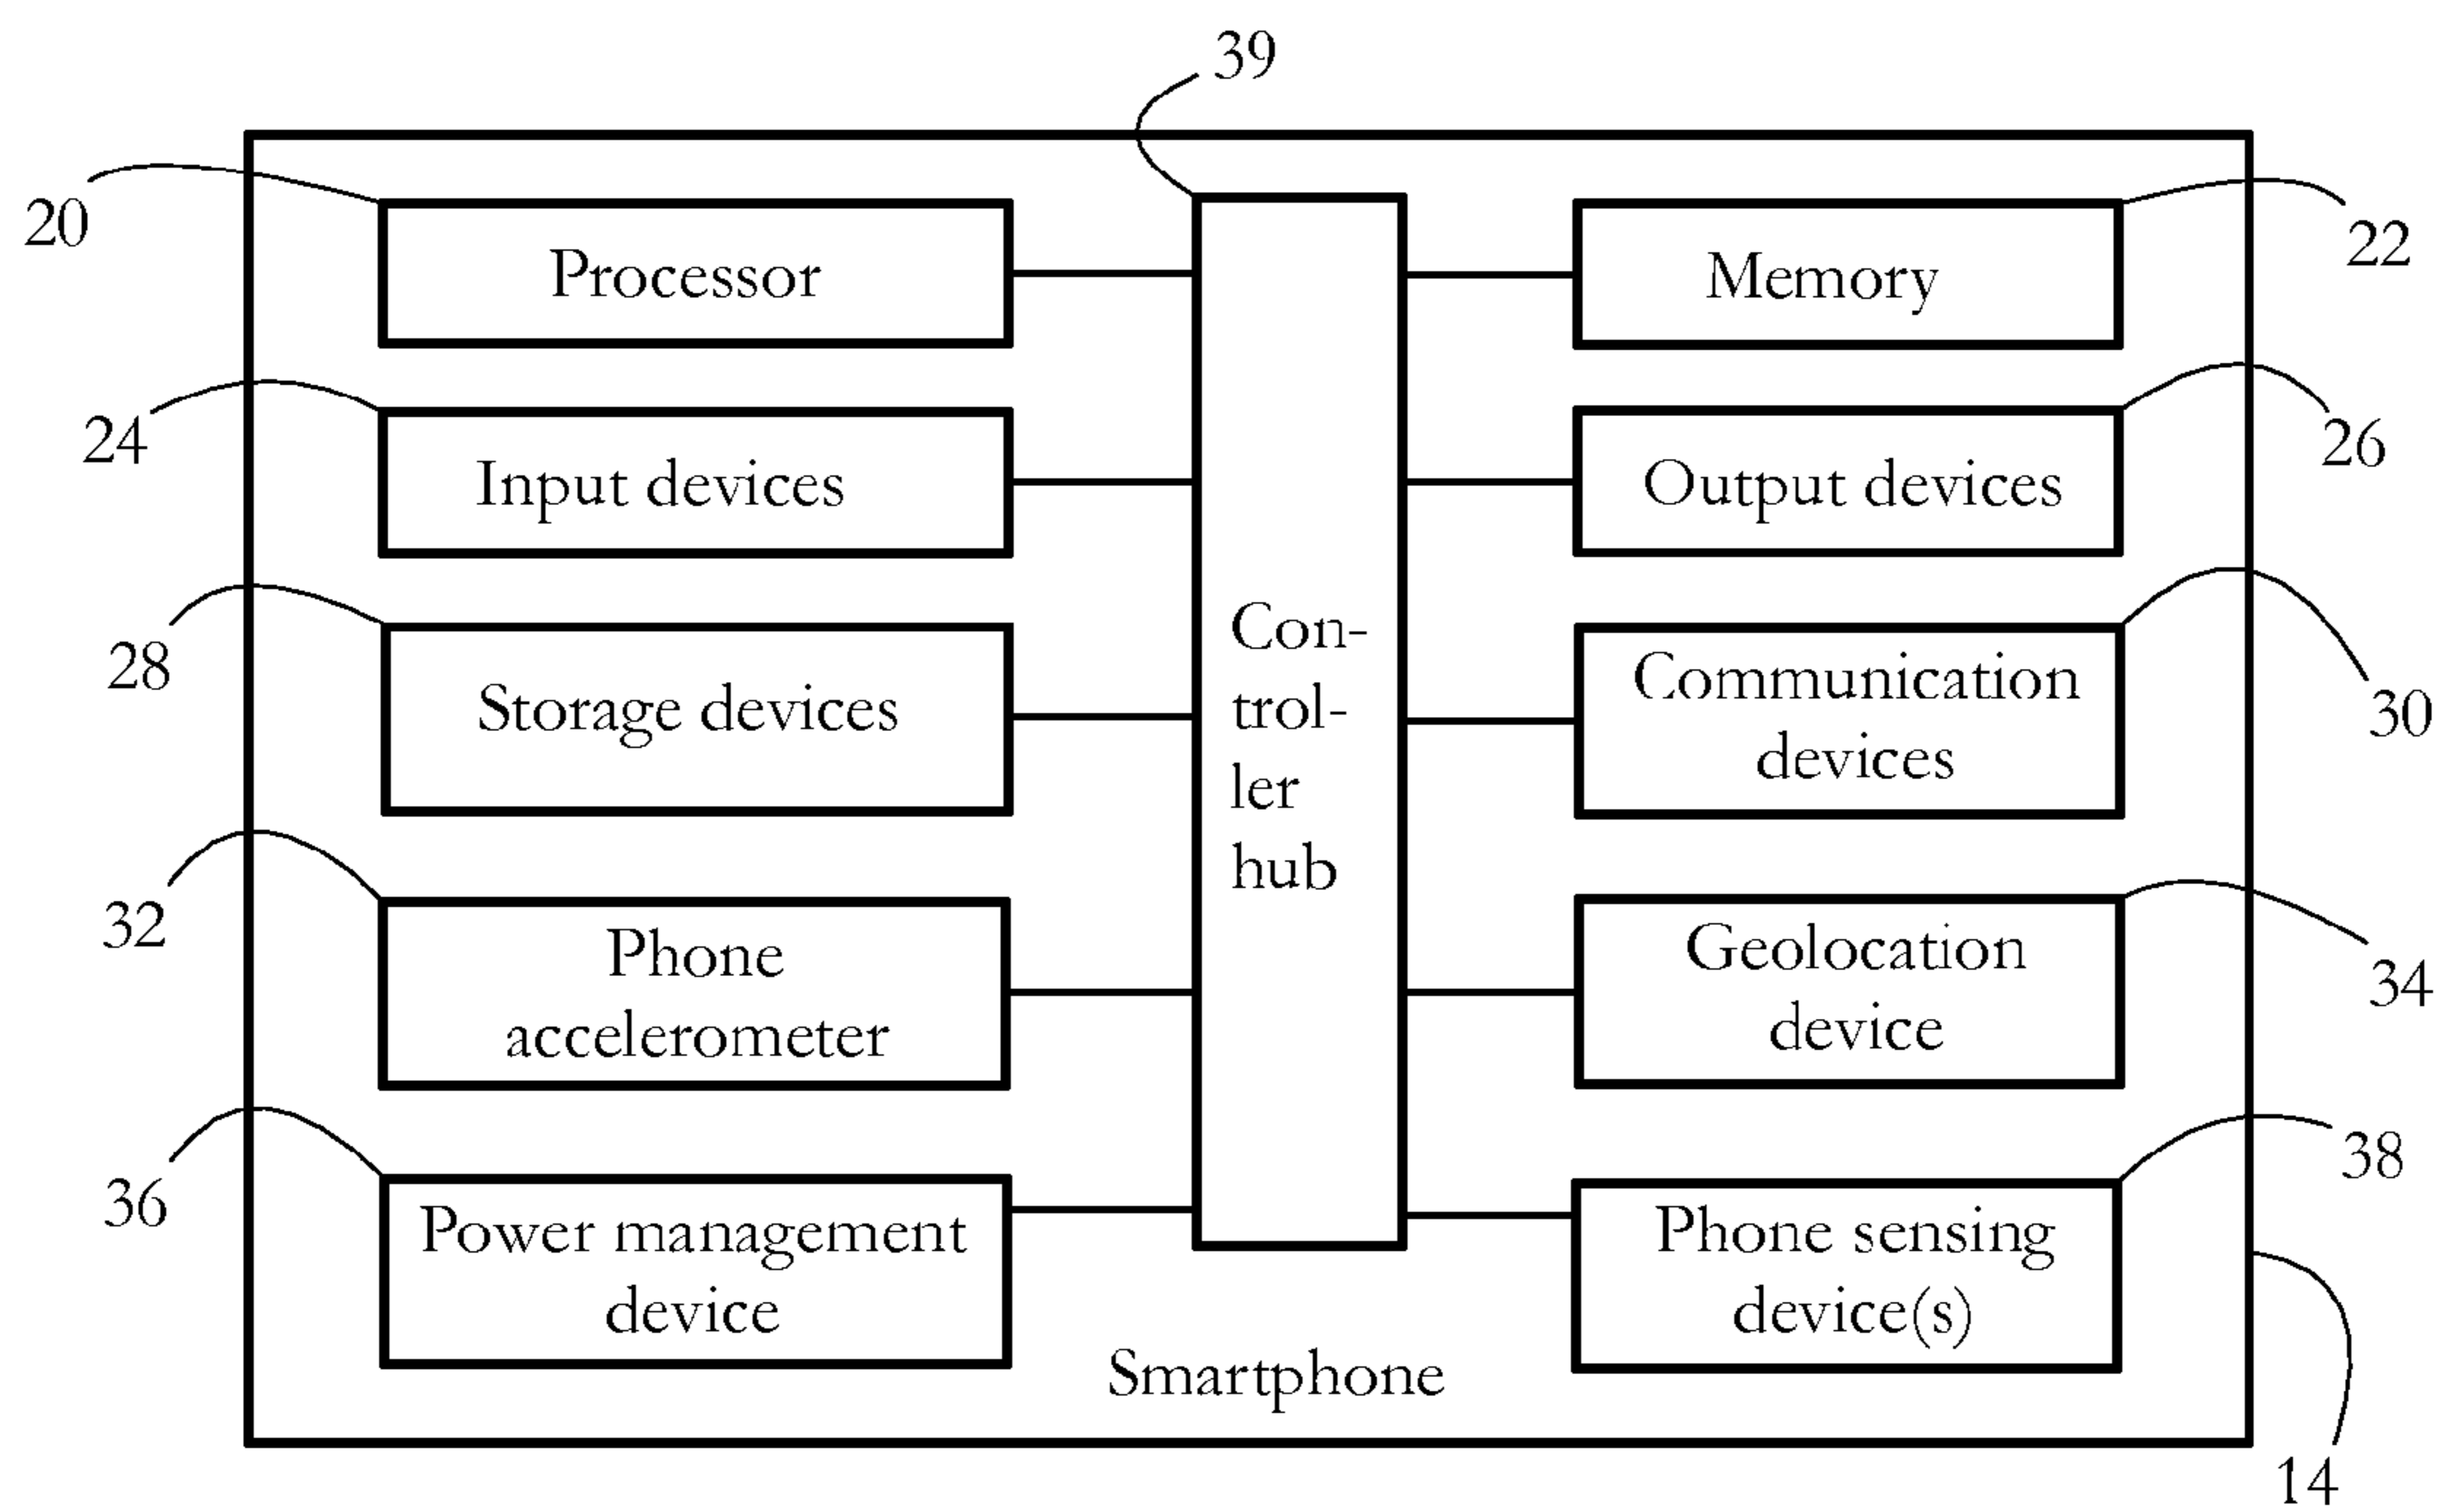 39
20
Processor
Memory
22
24
Input devices
Output devices
26
28
Storage devices
Con-
trol-
ler
hub
Communication
devices
30
32
Phone
accelerometer
Geolocation
device
34
36
Power management
device
Phone sensing
device(s)
38
Smartphone
14